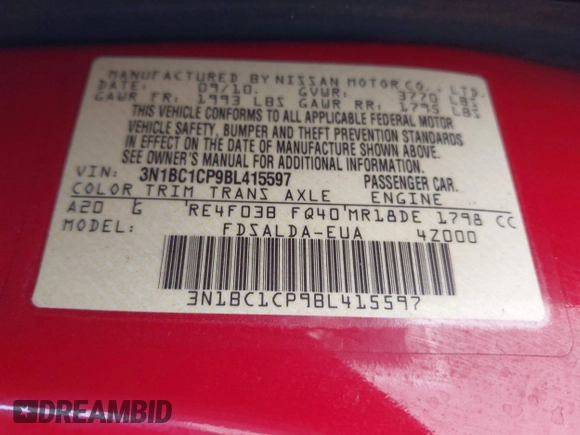 MANUFACTURED BY NISSAN MOTOR CO., LTD.
DATE: 09/10 GVWR: 3770 LBS
GAWR FR: 1993 LBS GAWR RR: 1795 LBS
THIS VEHICLE CONFORMS TO ALL APPLICABLE FEDERAL MOTOR
VEHICLE SAFETY, BUMPER AND THEFT PREVENTION STANDARDS
IN EFFECT ON THE DATE OF MANUFACTURE SHOWN ABOVE.
SEE OWNER'S MANUAL FOR ADDITIONAL INFORMATION.
VIN: 3N1BC1CP9BL415597 PASSENGER CAR.
COLOR TRIM TRANS AXLE ENGINE
A20 G RE4F03B FQ40 MR18DE 1798 CC
MODEL: FDSALDA-EUA 4Z000
3N1BC1CP9BL415597
DREAMBID